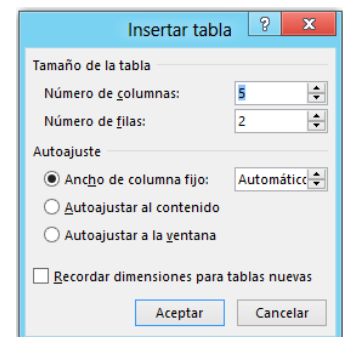 Insertar tabla ? x
Tamaño de la tabla
Número de columnas: 5
Número de filas: 2
Autoajuste
Ancho de columna fijo: Automátic
Autoajustar al contenido
Autoajustar a la ventana
Recordar dimensiones para tablas nuevas
Aceptar Cancelar